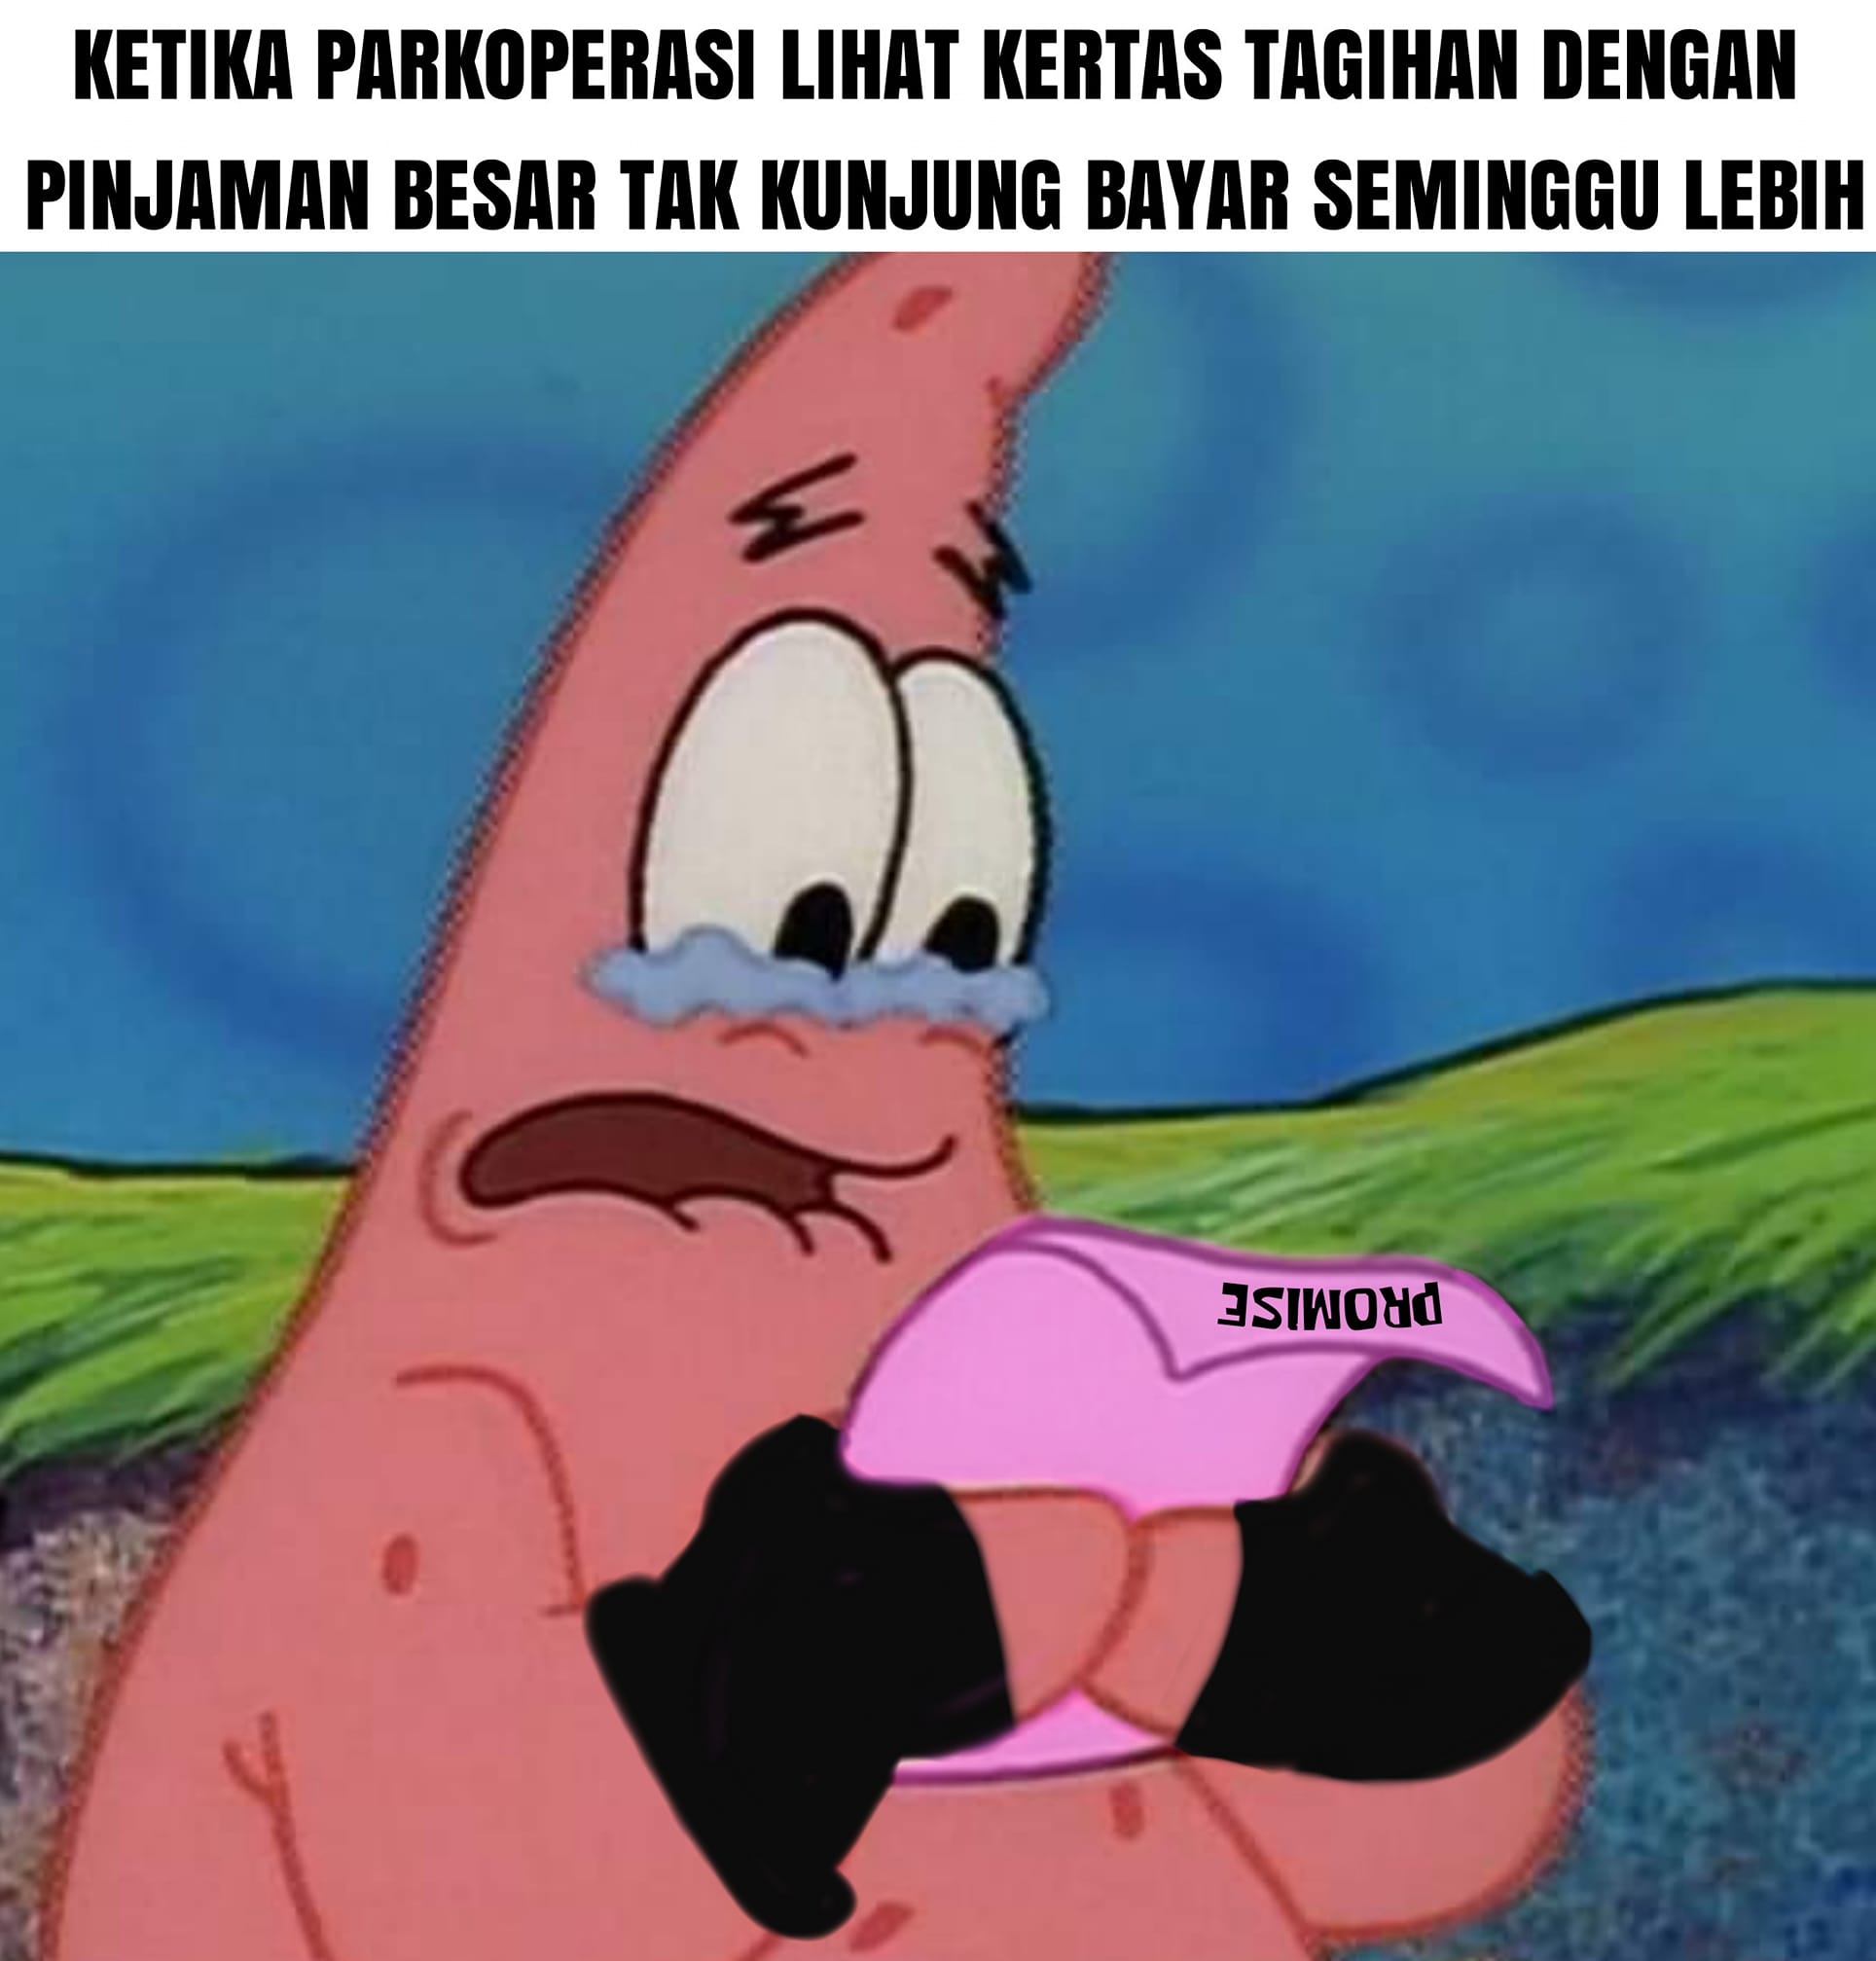 KETIKA PARKOPERASI LIHAT KERTAS TAGIHAN DENGAN
PINJAMAN BESAR TAK KUNJUNG BAYAR SEMINGGU LEBIH
PROMISE